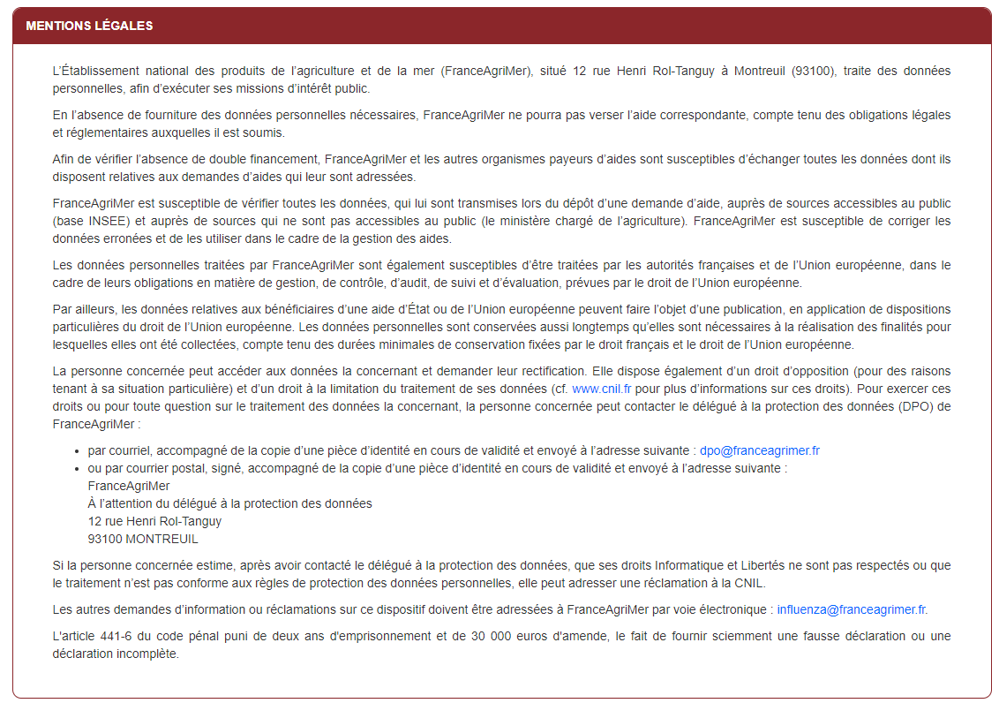 MENTIONS LÉGALES
L’Établissement national des produits de l’agriculture et de la mer (FranceAgriMer), situé 12 rue Henri Rol-Tanguy à Montreuil (93100), traite des données
personnelles, afin d’exécuter ses missions d’intérêt public.
En l’absence de fourniture des données personnelles nécessaires, FranceAgriMer ne pourra pas verser l’aide correspondante, compte tenu des obligations légales
et réglementaires auxquelles il est soumis.
Afin de vérifier l’absence de double financement, FranceAgriMer et les autres organismes payeurs d’aides sont susceptibles d’échanger toutes les données dont ils
disposent relatives aux demandes d’aides qui leur sont adressées.
FranceAgriMer est susceptible de vérifier toutes les données, qui lui sont transmises lors du dépôt d’une demande d’aide, auprès de sources accessibles au public
(base INSEE) et auprès de sources qui ne sont pas accessibles au public (le ministère chargé de l’agriculture). FranceAgriMer est susceptible de corriger les
données erronées et de les utiliser dans le cadre de la gestion des aides.
Les données personnelles traitées par FranceAgriMer sont également susceptibles d’être traitées par les autorités françaises et de l’Union européenne, dans le
cadre de leurs obligations en matière de gestion, de contrôle, d’audit, de suivi et d’évaluation, prévues par le droit de l’Union européenne.
Par ailleurs, les données relatives aux bénéficiaires d’une aide d’État ou de l’Union européenne peuvent faire l’objet d’une publication, en application de dispositions
particulières du droit de l’Union européenne. Les données personnelles sont conservées aussi longtemps qu’elles sont nécessaires à la réalisation des finalités pour
lesquelles elles ont été collectées, compte tenu des durées minimales de conservation fixées par le droit français et le droit de l’Union européenne.
La personne concernée peut accéder aux données la concernant et demander leur rectification. Elle dispose également d’un droit d’opposition (pour des raisons
tenant à sa situation particulière) et d’un droit à la limitation du traitement de ses données (cf. www.cnil.fr pour plus d’informations sur ces droits). Pour exercer ces
droits ou pour toute question sur le traitement des données la concernant, la personne concernée peut contacter le délégué à la protection des données (DPO) de
FranceAgriMer :
• par courriel, accompagné de la copie d’une pièce d’identité en cours de validité et envoyé à l’adresse suivante : dpo@franceagrimer.fr
• ou par courrier postal, signé, accompagné de la copie d’une pièce d’identité en cours de validité et envoyé à l’adresse suivante :
FranceAgriMer
À l’attention du délégué à la protection des données
12 rue Henri Rol-Tanguy
93100 MONTREUIL
Si la personne concernée estime, après avoir contacté le délégué à la protection des données, que ses droits Informatique et Libertés ne sont pas respectés ou que
le traitement n’est pas conforme aux règles de protection des données personnelles, elle peut adresser une réclamation à la CNIL.
Les autres demandes d’information ou réclamations sur ce dispositif doivent être adressées à FranceAgriMer par voie électronique : influenza@franceagrimer.fr.
L'article 441-6 du code pénal puni de deux ans d'emprisonnement et de 30 000 euros d'amende, le fait de fournir sciemment une fausse déclaration ou une
déclaration incomplète.